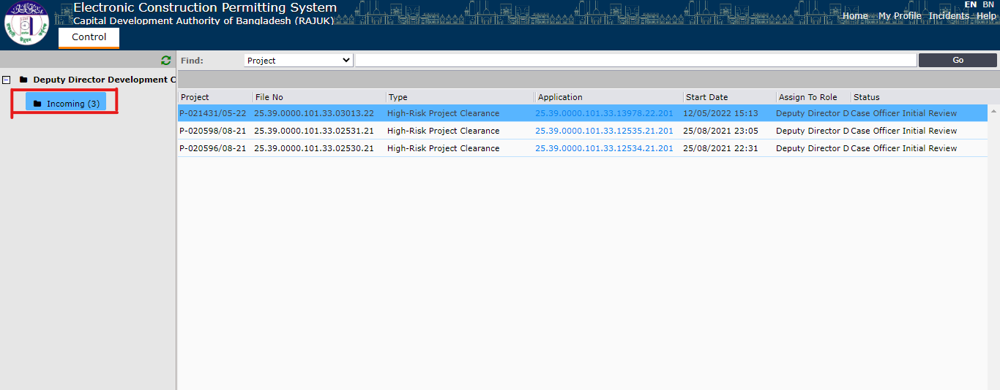 Electronic Construction Permitting System
Capital Development Authority of Bangladesh (RAJUK)
EN BN
Home My Profile Incidents Help
Control
Find: Project Go
Deputy Director Development C
Incoming (3)
Project File No Type Application Start Date Assign To Role Status
P-021431/05-22 25.39.0000.101.33.03013.22 High-Risk Project Clearance 25.39.0000.101.33.13978.22.201 12/05/2022 15:13 Deputy Director D Case Officer Initial Review
P-020598/08-21 25.39.0000.101.33.02531.21 High-Risk Project Clearance 25.39.0000.101.33.12535.21.201 25/08/2021 23:05 Deputy Director D Case Officer Initial Review
P-020596/08-21 25.39.0000.101.33.02530.21 High-Risk Project Clearance 25.39.0000.101.33.12534.21.201 25/08/2021 22:31 Deputy Director D Case Officer Initial Review